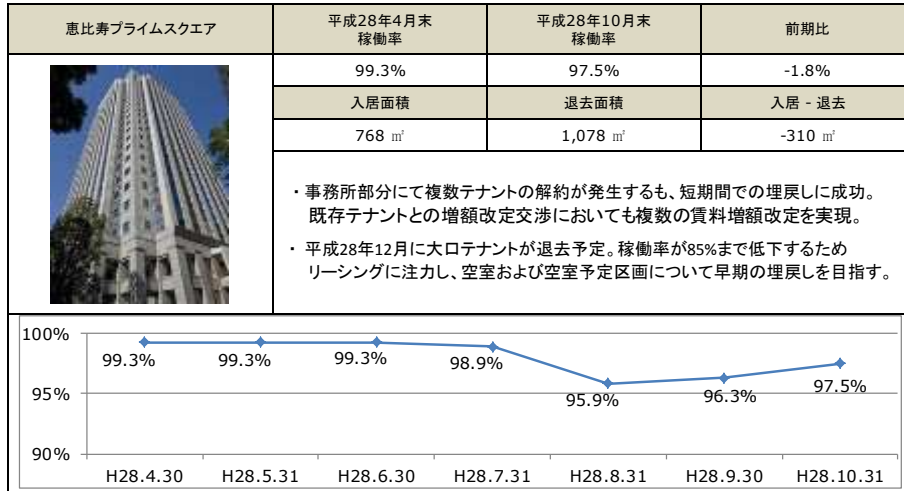 恵比寿プライムスクエア
平成28年4月末
稼働率
平成28年10月末
稼働率
前期比
99.3%
97.5%
-1.8%
入居面積
退去面積
入居 - 退去
768 ㎡
1,078 ㎡
-310 ㎡
・事務所部分にて複数テナントの解約が発生するも、短期間での埋戻しに成功。
既存テナントとの増額改定交渉においても複数の賃料増額改定を実現。
・平成28年12月に大口テナントが退去予定。稼働率が85%まで低下するため
リーシングに注力し、空室および空室予定区画について早期の埋戻しを目指す。
100%
95%
90%
99.3%
99.3%
99.3%
98.9%
95.9%
96.3%
97.5%
H28.4.30
H28.5.31
H28.6.30
H28.7.31
H28.8.31
H28.9.30
H28.10.31